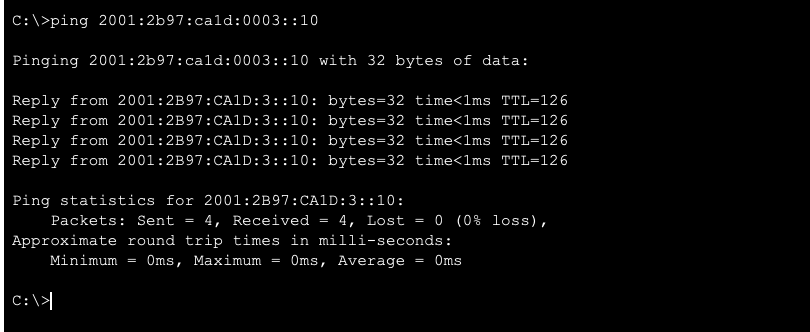 C:\>ping 2001:2b97:ca1d:0003::10
Pinging 2001:2b97:ca1d:0003::10 with 32 bytes of data:
Reply from 2001:2B97:CA1D:3::10: bytes=32 time<1ms TTL=126
Reply from 2001:2B97:CA1D:3::10: bytes=32 time<1ms TTL=126
Reply from 2001:2B97:CA1D:3::10: bytes=32 time<1ms TTL=126
Reply from 2001:2B97:CA1D:3::10: bytes=32 time<1ms TTL=126
Ping statistics for 2001:2B97:CA1D:3::10:
    Packets: Sent = 4, Received = 4, Lost = 0 (0% loss),
Approximate round trip times in milli-seconds:
    Minimum = 0ms, Maximum = 0ms, Average = 0ms
C:\>